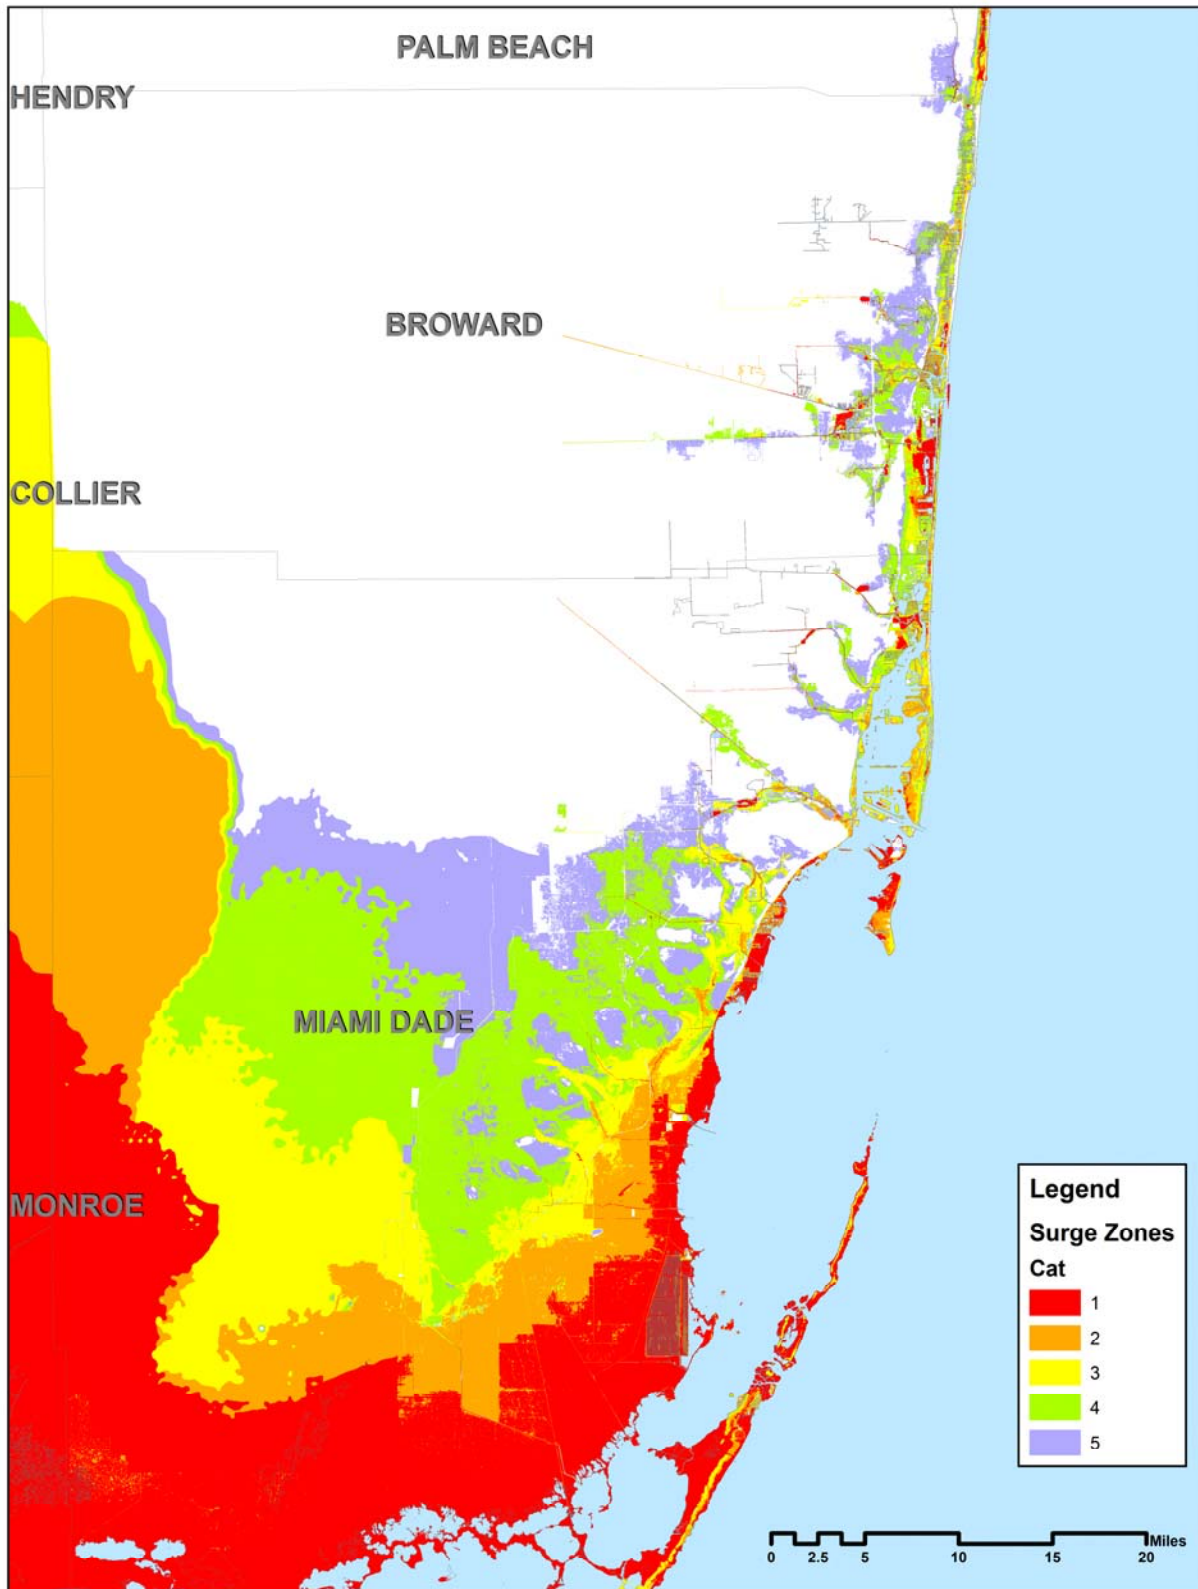 PALM BEACH
HENDRY
BROWARD
COLLIER
MIAMI DADE
MONROE
Legend
Surge Zones
Cat
1
2
3
4
5
Miles
0 2.5 5 10 15 20